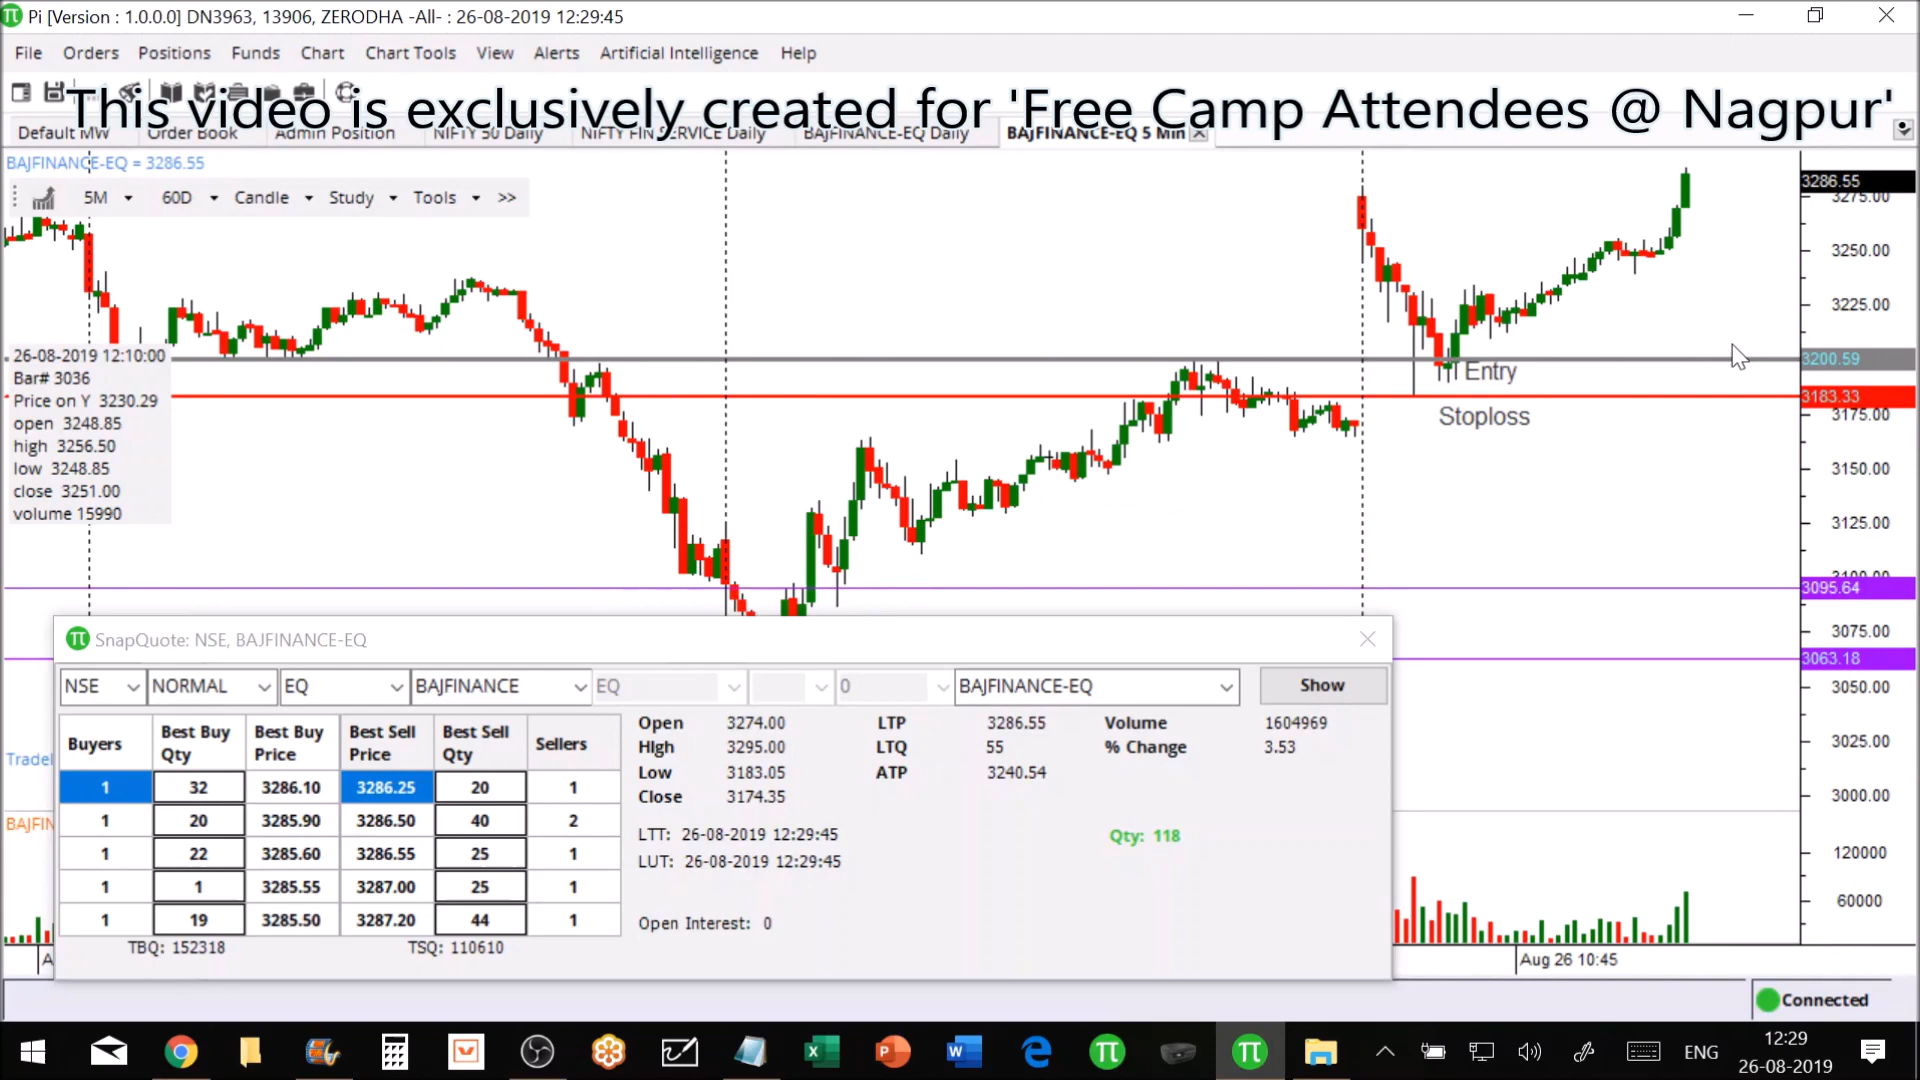 Pi [Version : 1.0.0.0] DN3963, 13906, ZERODHA -All- : 26-08-2019 12:29:45
File Orders Positions Funds Chart Chart Tools View Alerts Artificial Intelligence Help
This video is exclusively created for 'Free Camp Attendees @ Nagpur'
Default MW Order Book Admin Position NIFTY 50 Daily NIFTY FIN SERVICE Daily BAJFINANCE-EQ Daily BAJFINANCE-EQ 5 Min
BAJFINANCE-EQ = 3286.55
5M 60D Candle Study Tools >>
3286.55
3275.00
3250.00
3225.00
3200.59
3183.33
3175.00
3150.00
3125.00
3100.00
3095.64
3075.00
3063.18
3050.00
3025.00
3000.00
120000
60000
Entry
Stoploss
26-08-2019 12:10:00
Bar# 3036
Price on Y 3230.29
open 3248.85
high 3256.50
low 3248.85
close 3251.00
volume 15990
SnapQuote: NSE, BAJFINANCE-EQ
NSE NORMAL EQ BAJFINANCE EQ 0 BAJFINANCE-EQ Show
Buyers Best Buy Qty Best Buy Price Best Sell Price Best Sell Qty Sellers
1 32 3286.10 3286.25 20 1
1 20 3285.90 3286.50 40 2
1 22 3285.60 3286.55 25 1
1 1 3285.55 3287.00 25 1
1 19 3285.50 3287.20 44 1
TBQ: 152318 TSQ: 110610
Open 3274.00 LTP 3286.55 Volume 1604969
High 3295.00 LTQ 55 % Change 3.53
Low 3183.05 ATP 3240.54
Close 3174.35
LTT: 26-08-2019 12:29:45 Qty: 118
LUT: 26-08-2019 12:29:45
Open Interest: 0
Aug 26 10:45
Connected
ENG
12:29
26-08-2019